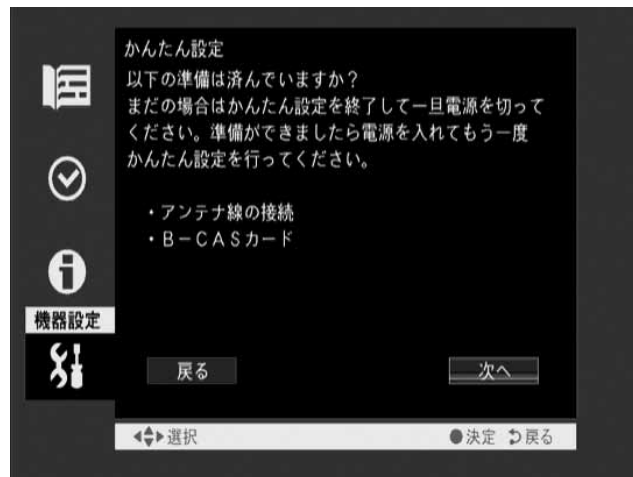 かんたん設定
以下の準備は済んでいますか？
まだの場合はかんたん設定を終了して一旦電源を切って
ください。準備ができましたら電源を入れてもう一度
かんたん設定を行ってください。
・アンテナ線の接続
・Ｂ－ＣＡＳカード
機器設定
戻る
次へ
選択
決定
戻る